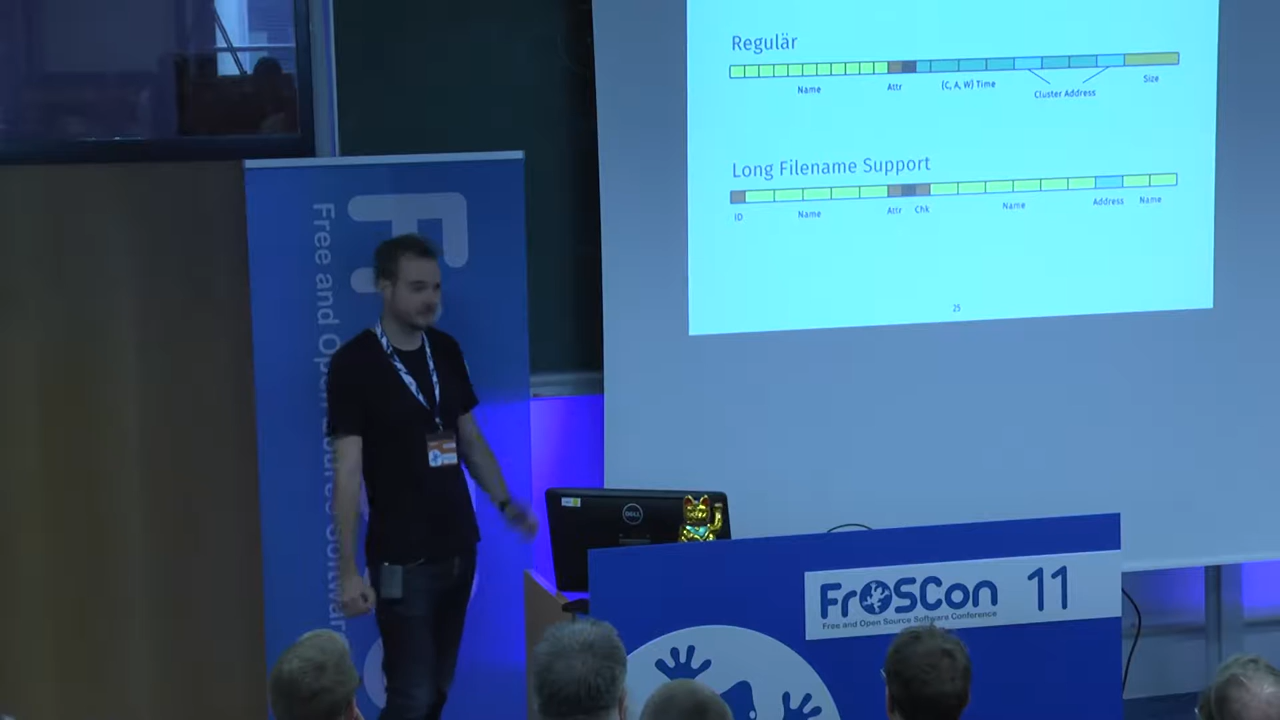 Regulär
Name
Attr
(C, A, W) Time
Cluster Address
Size
Long Filename Support
ID
Name
Attr
Chk
Name
Address
Name
25
Free and open source software
DELL
FrOSCon 11
Free and Open Source Software Conference